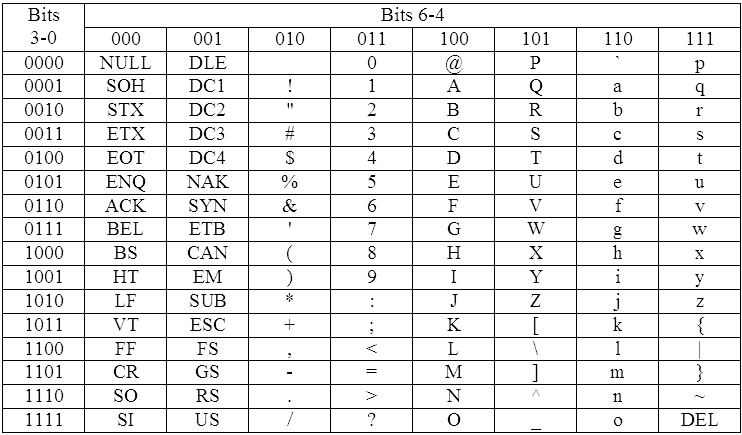 Bits Bits 6-4
3-0 000 001 010 011 100 101 110 111
0000 NULL DLE 0 @ P ` p
0001 SOH DC1 ! 1 A Q a q
0010 STX DC2 " 2 B R b r
0011 ETX DC3 # 3 C S c s
0100 EOT DC4 $ 4 D T d t
0101 ENQ NAK % 5 E U e u
0110 ACK SYN & 6 F V f v
0111 BEL ETB ' 7 G W g w
1000 BS CAN ( 8 H X h x
1001 HT EM ) 9 I Y i y
1010 LF SUB * : J Z j z
1011 VT ESC + ; K [ k {
1100 FF FS , < L \ l |
1101 CR GS - = M ] m }
1110 SO RS . > N ^ n ~
1111 SI US / ? O _ o DEL